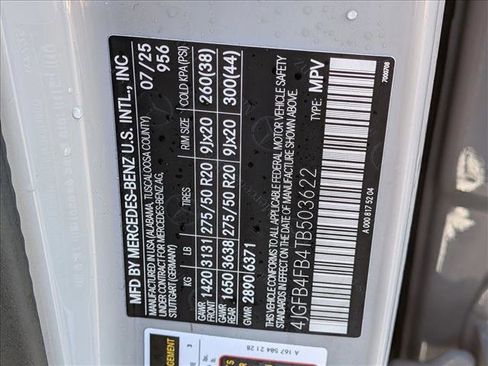 MFD BY MERCEDES-BENZ U.S. INTL., INC
MANUFACTURED IN USA (ALABAMA, TUSCALOOSA COUNTY)
UNDER CONTRACT FOR MERCEDES-BENZ AG,
STUTTGART (GERMANY)
07/25
956
KG LB TIRES RIM SIZE COLD KPA (PSI)
GAWR FRONT 1420 3131 275/50 R20 9Jx20 260(38)
GAWR REAR 1650 3638 275/50 R20 9Jx20 300(44)
GVWR 2890 6371
THIS VEHICLE CONFORMS TO ALL APPLICABLE FEDERAL MOTOR VEHICLE SAFETY
STANDARDS IN EFFECT ON THE DATE OF MANUFACTURE SHOWN ABOVE.
4JGFB4FB4TB503622
TYPE: MPV
A 000 817 52 04
7000708
A 167 584 21 28